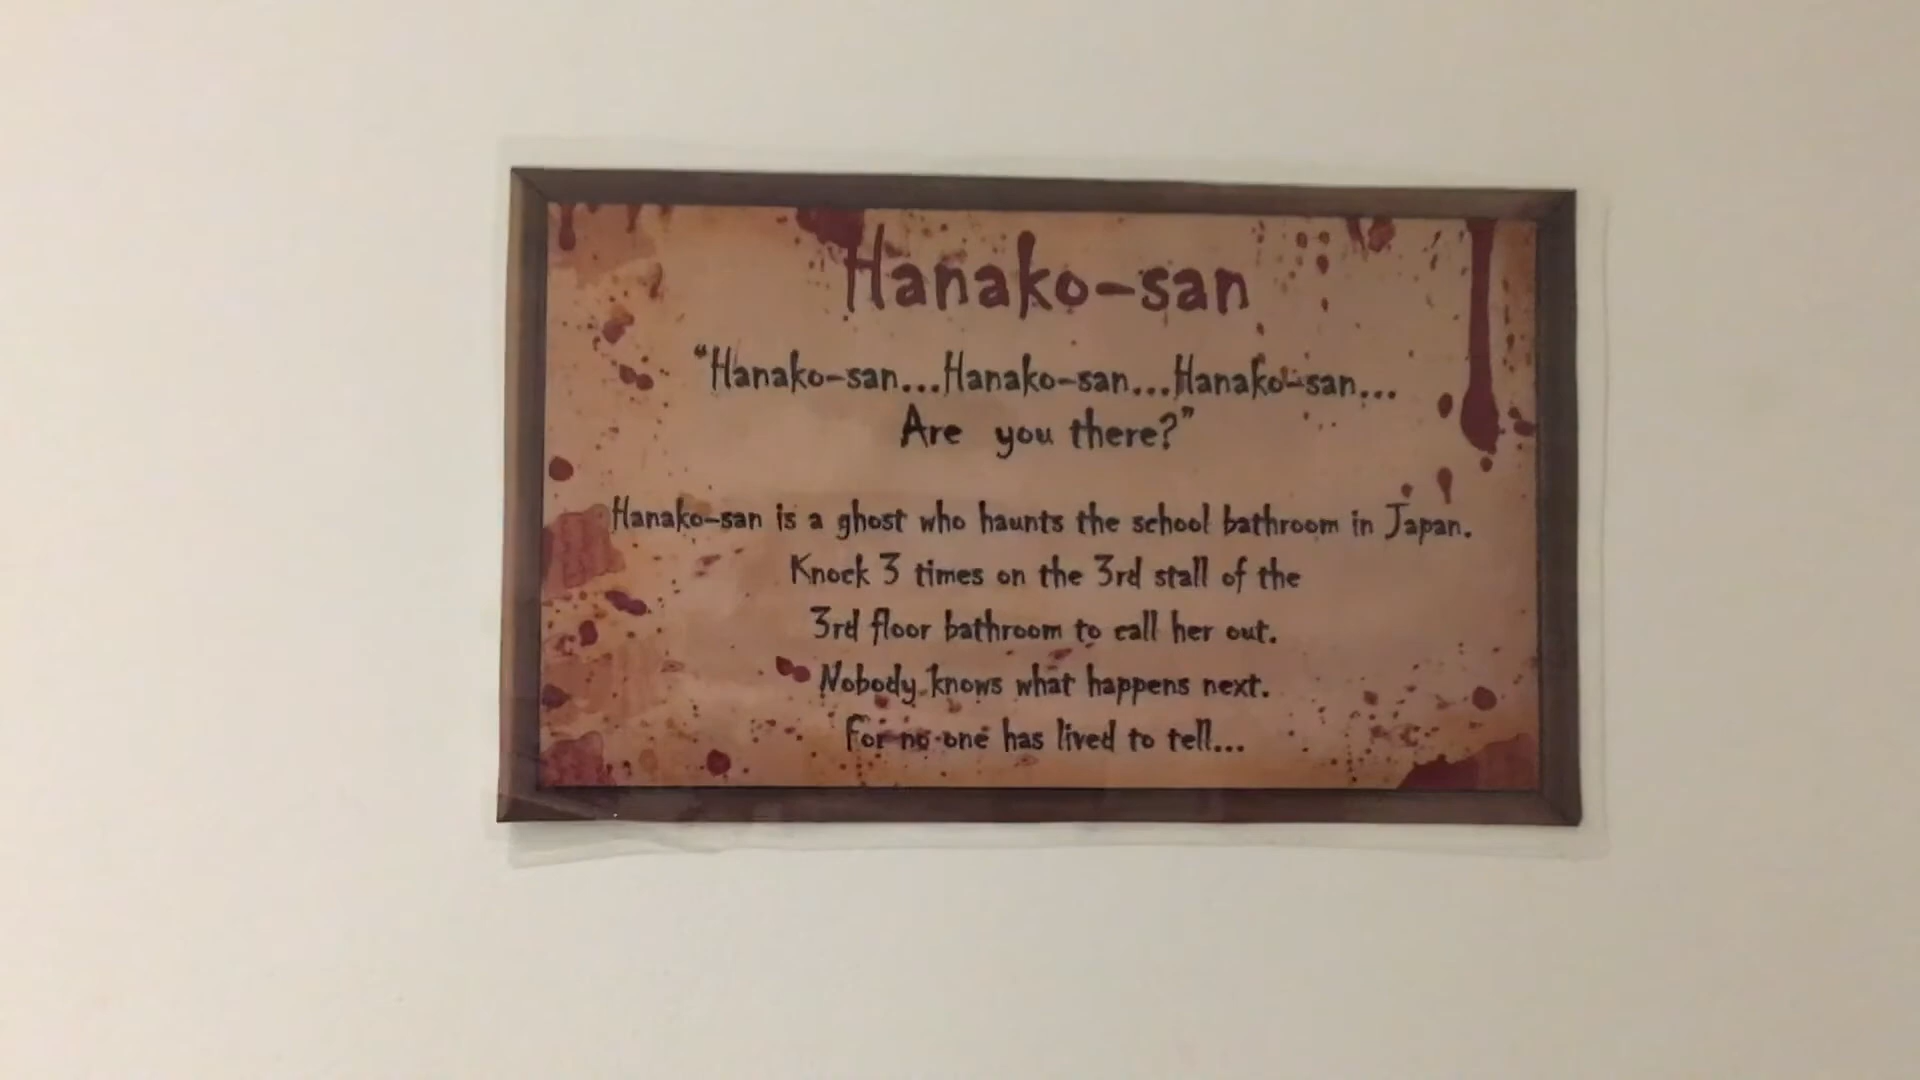 Hanako-san
“Hanako-san...Hanako-san...Hanako-san...
Are you there?”
Hanako-san is a ghost who haunts the school bathroom in Japan.
Knock 3 times on the 3rd stall of the
3rd floor bathroom to call her out.
Nobody knows what happens next.
For no one has lived to tell...